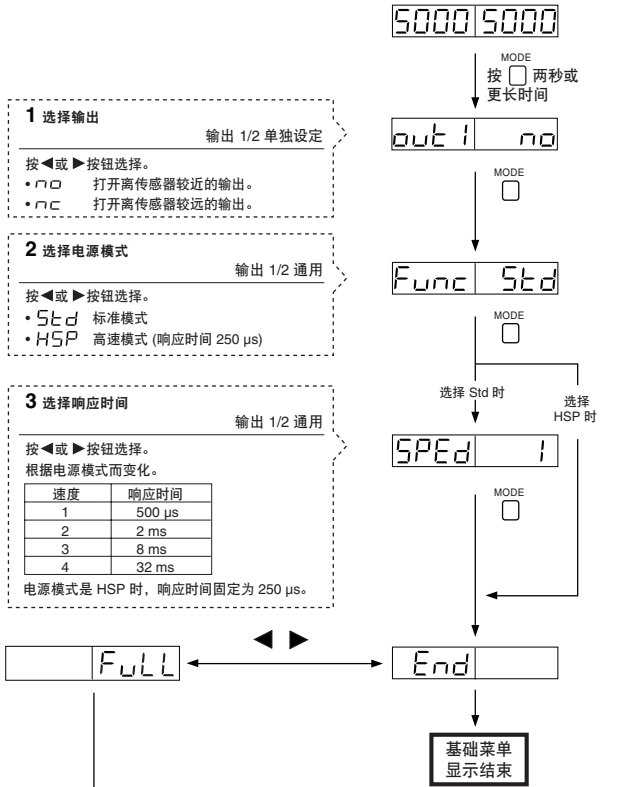 5000 5000
MODE
按 两秒或
更长时间
1 选择输出
输出 1/2 单独设定
按◀或▶按钮选择。
• no 打开离传感器较近的输出。
• nc 打开离传感器较远的输出。
out 1 no
MODE
2 选择电源模式
输出 1/2 通用
按◀或▶按钮选择。
• Std 标准模式
• HSP 高速模式 (响应时间 250 µs)
Func Std
MODE
选择 Std 时
选择
HSP 时
3 选择响应时间
输出 1/2 通用
按◀或▶按钮选择。
根据电源模式而变化。
速度 响应时间
1 500 µs
2 2 ms
3 8 ms
4 32 ms
电源模式是 HSP 时，响应时间固定为 250 µs。
SPEd 1
MODE
FuLL
◀ ▶
End
基础菜单
显示结束